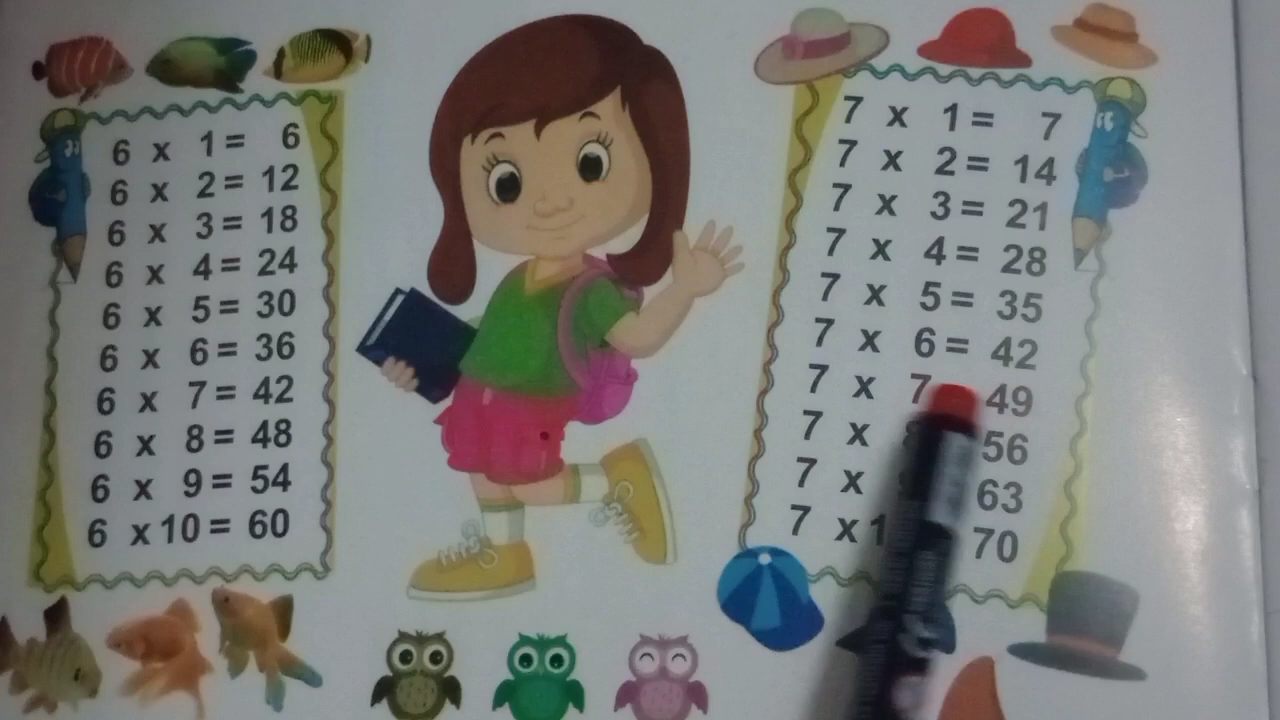 6 x 1 = 6
6 x 2 = 12
6 x 3 = 18
6 x 4 = 24
6 x 5 = 30
6 x 6 = 36
6 x 7 = 42
6 x 8 = 48
6 x 9 = 54
6 x 10 = 60
7 x 1 = 7
7 x 2 = 14
7 x 3 = 21
7 x 4 = 28
7 x 5 = 35
7 x 6 = 42
7 x 7 49
7 x 56
7 x 63
7 x 1 70